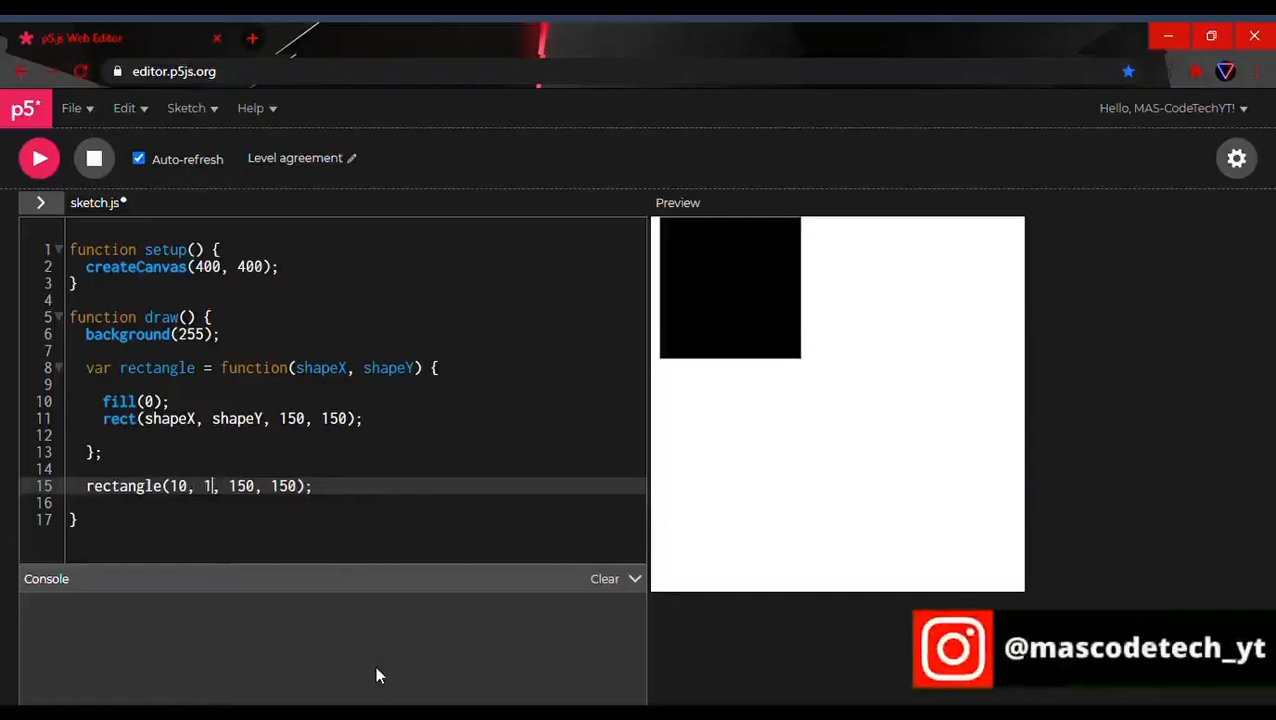 p5.js Web Editor
editor.p5js.org
p5* File Edit Sketch Help Hello, MAS-CodeTechYT!
Auto-refresh Level agreement
sketch.js
Preview
1 function setup() {
2 createCanvas(400, 400);
3 }
4
5 function draw() {
6 background(255);
7
8 var rectangle = function(shapeX, shapeY) {
9
10 fill(0);
11 rect(shapeX, shapeY, 150, 150);
12
13 };
14
15 rectangle(10, 1, 150, 150);
16
17 }
Console Clear
@mascodetech_yt